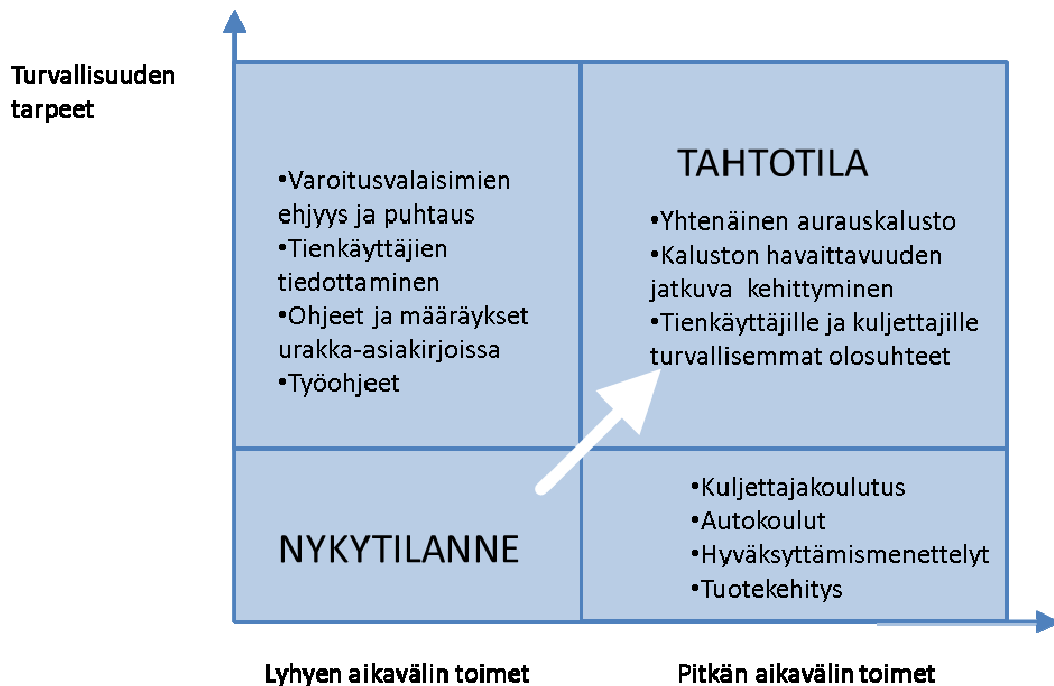 Turvallisuuden
tarpeet
•Varoitusvalaisimien
ehjyys ja puhtaus
•Tienkäyttäjien
tiedottaminen
•Ohjeet ja määräykset
urakka-asiakirjoissa
•Työohjeet
TAHTOTILA
•Yhtenäinen aurauskalusto
•Kaluston havaittavuuden
jatkuva kehittyminen
•Tienkäyttäjille ja kuljettajille
turvallisemmat olosuhteet
NYKYTILANNE
•Kuljettajakoulutus
•Autokoulut
•Hyväksyttämismenettelyt
•Tuotekehitys
Lyhyen aikavälin toimet
Pitkän aikavälin toimet